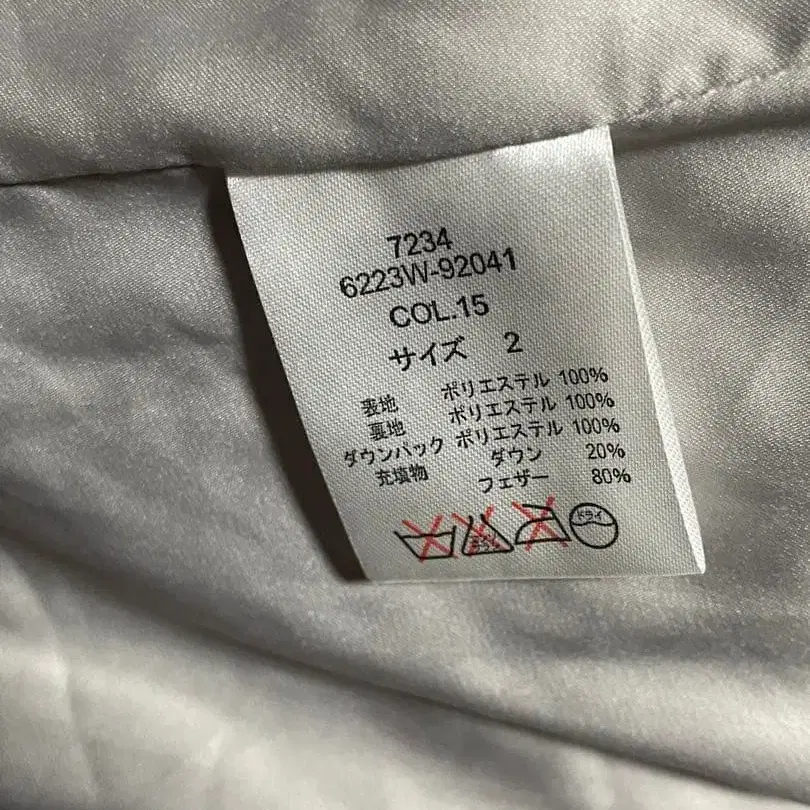 7234
6223W-92041
COL.15
サイズ 2
表地 ポリエステル 100%
裏地 ポリエステル 100%
ダウンパック ポリエステル 100%
充填物 ダウン 20%
フェザー 80%
ドライ